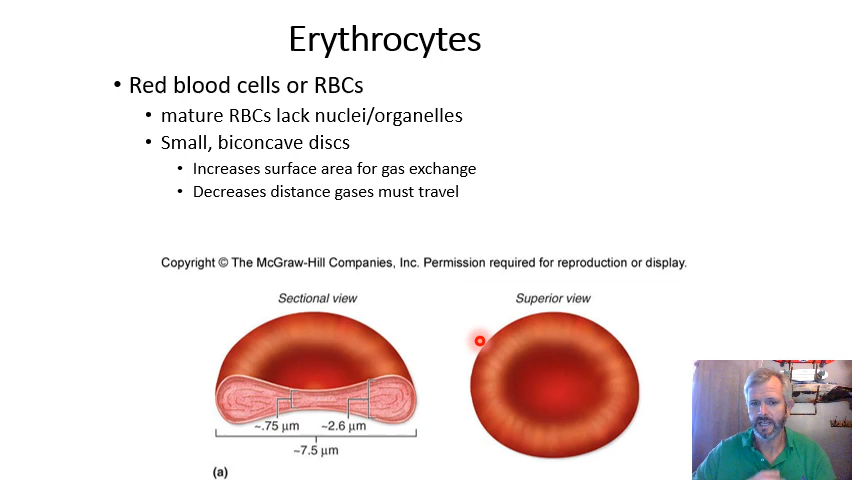 Erythrocytes
• Red blood cells or RBCs
• mature RBCs lack nuclei/organelles
• Small, biconcave discs
• Increases surface area for gas exchange
• Decreases distance gases must travel
Copyright © The McGraw-Hill Companies, Inc. Permission required for reproduction or display.
Sectional view
Superior view
~.75 µm
~2.6 µm
~7.5 µm
(a)